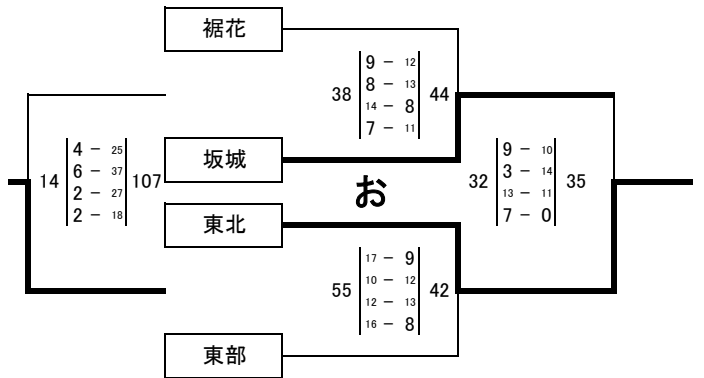 裾花
9 - 12
38 8 - 13 44
14 - 8
7 - 11
4 - 25
14 6 - 37 107
2 - 27
2 - 18
坂城
9 - 10
32 3 - 14 35
13 - 11
7 - 0
お
東北
17 - 9
55 10 - 12 42
12 - 13
16 - 8
東部